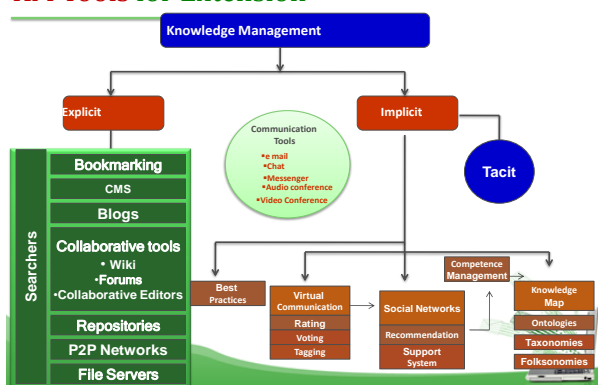 Knowledge Management
Explicit
Implicit
Tacit
Communication
Tools
▪e mail
▪Chat
▪Messenger
▪Audio conference
▪Video Conference
Searchers
Bookmarking
CMS
Blogs
Collaborative tools
• Wiki
•Forums
•Collaborative Editors
Repositories
P2P Networks
File Servers
Best
Practices
Virtual
Communication
Rating
Voting
Tagging
Social Networks
Recommendation
Support
System
Competence
Management
Knowledge
Map
Ontologies
Taxonomies
Folksonomies